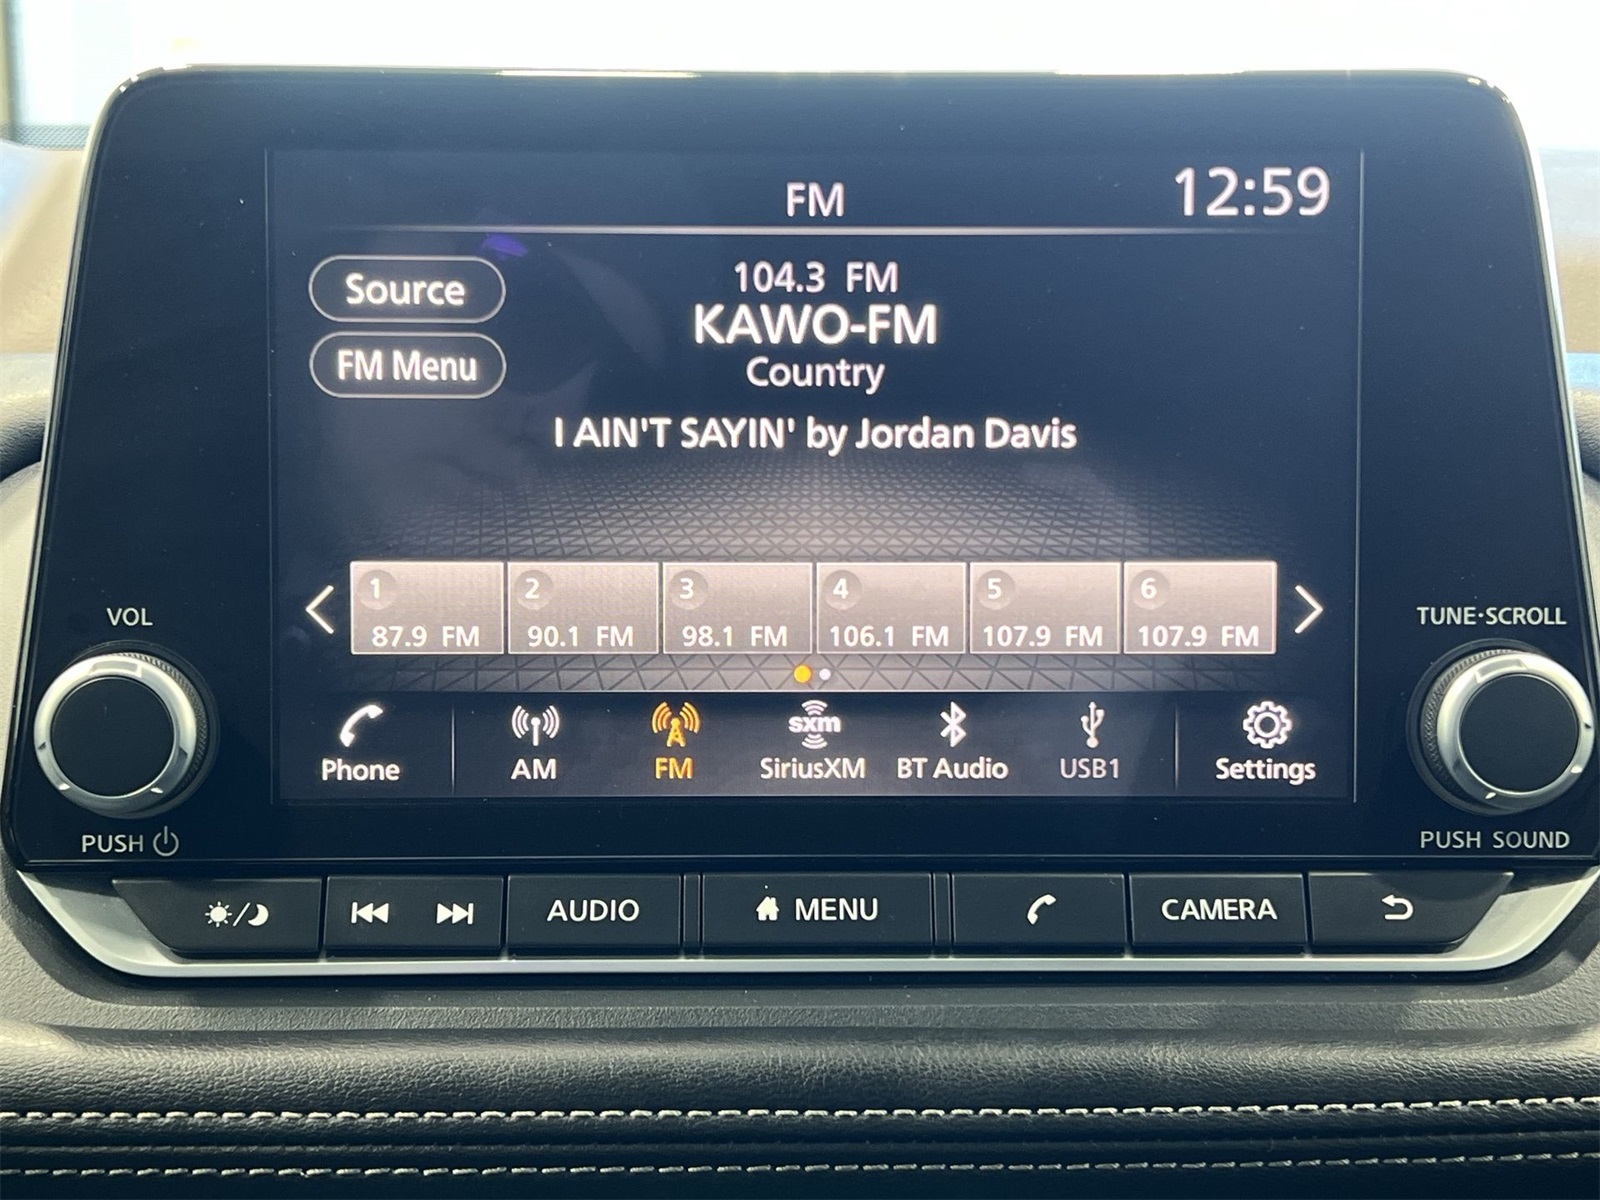 FM
12:59
Source
104.3 FM
KAWO-FM
FM Menu
Country
I AIN'T SAYIN' by Jordan Davis
1
2
3
4
5
6
87.9 FM
90.1 FM
98.1 FM
106.1 FM
107.9 FM
107.9 FM
VOL
TUNE·SCROLL
sxm
Phone
AM
FM
SiriusXM
BT Audio
USB1
Settings
PUSH
PUSH SOUND
AUDIO
MENU
CAMERA